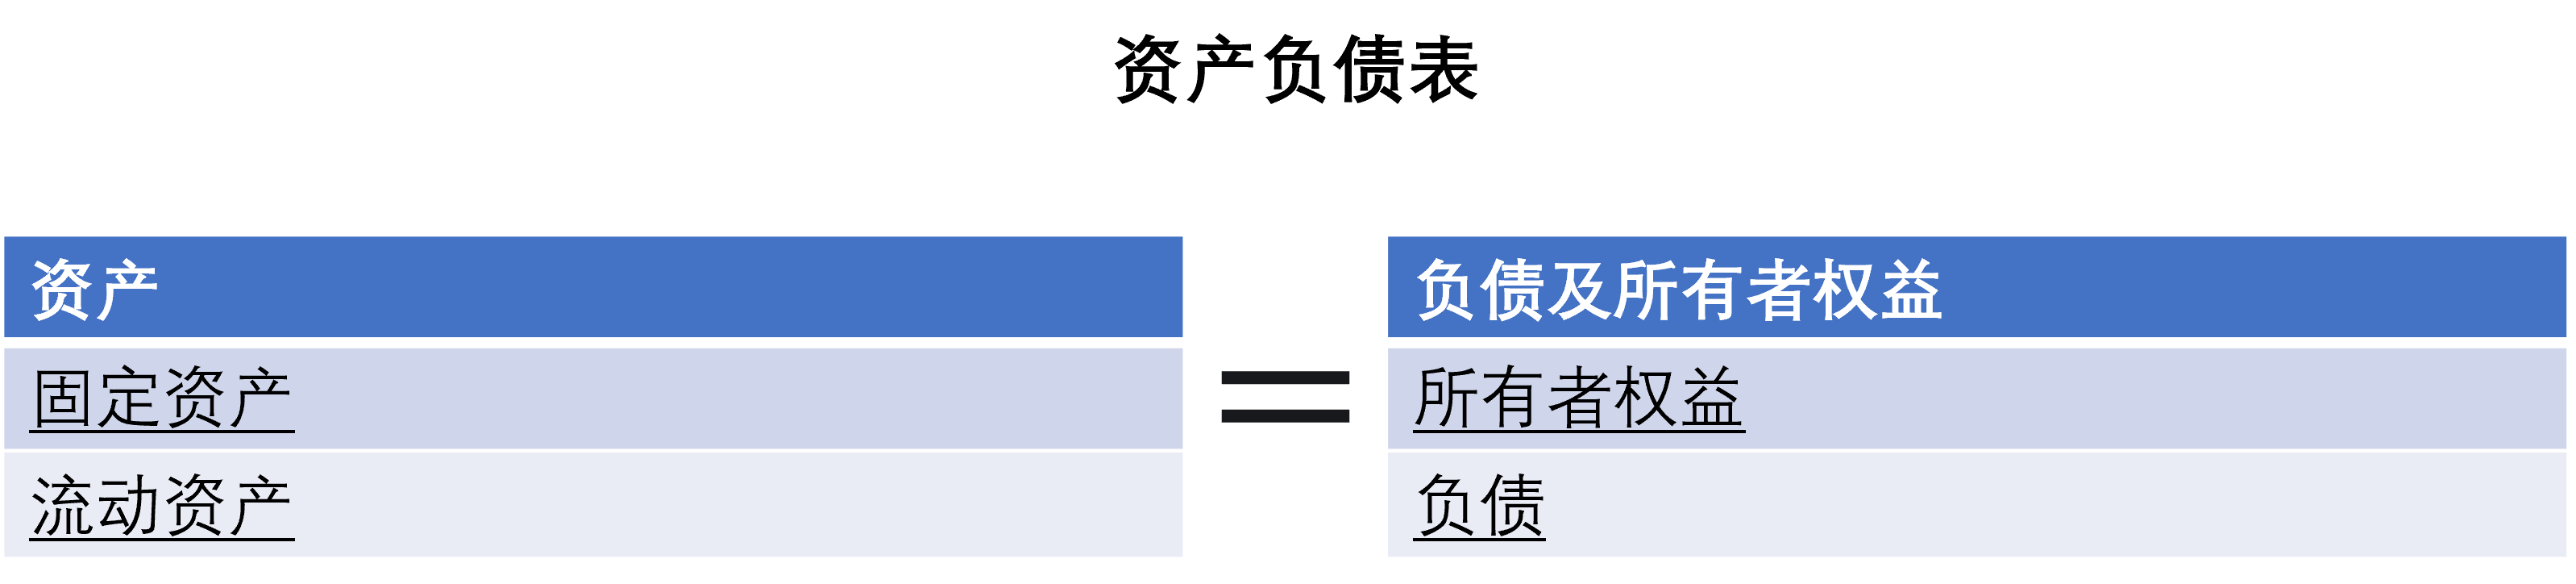 资产负债表
资产
固定资产
流动资产
=
负债及所有者权益
所有者权益
负债